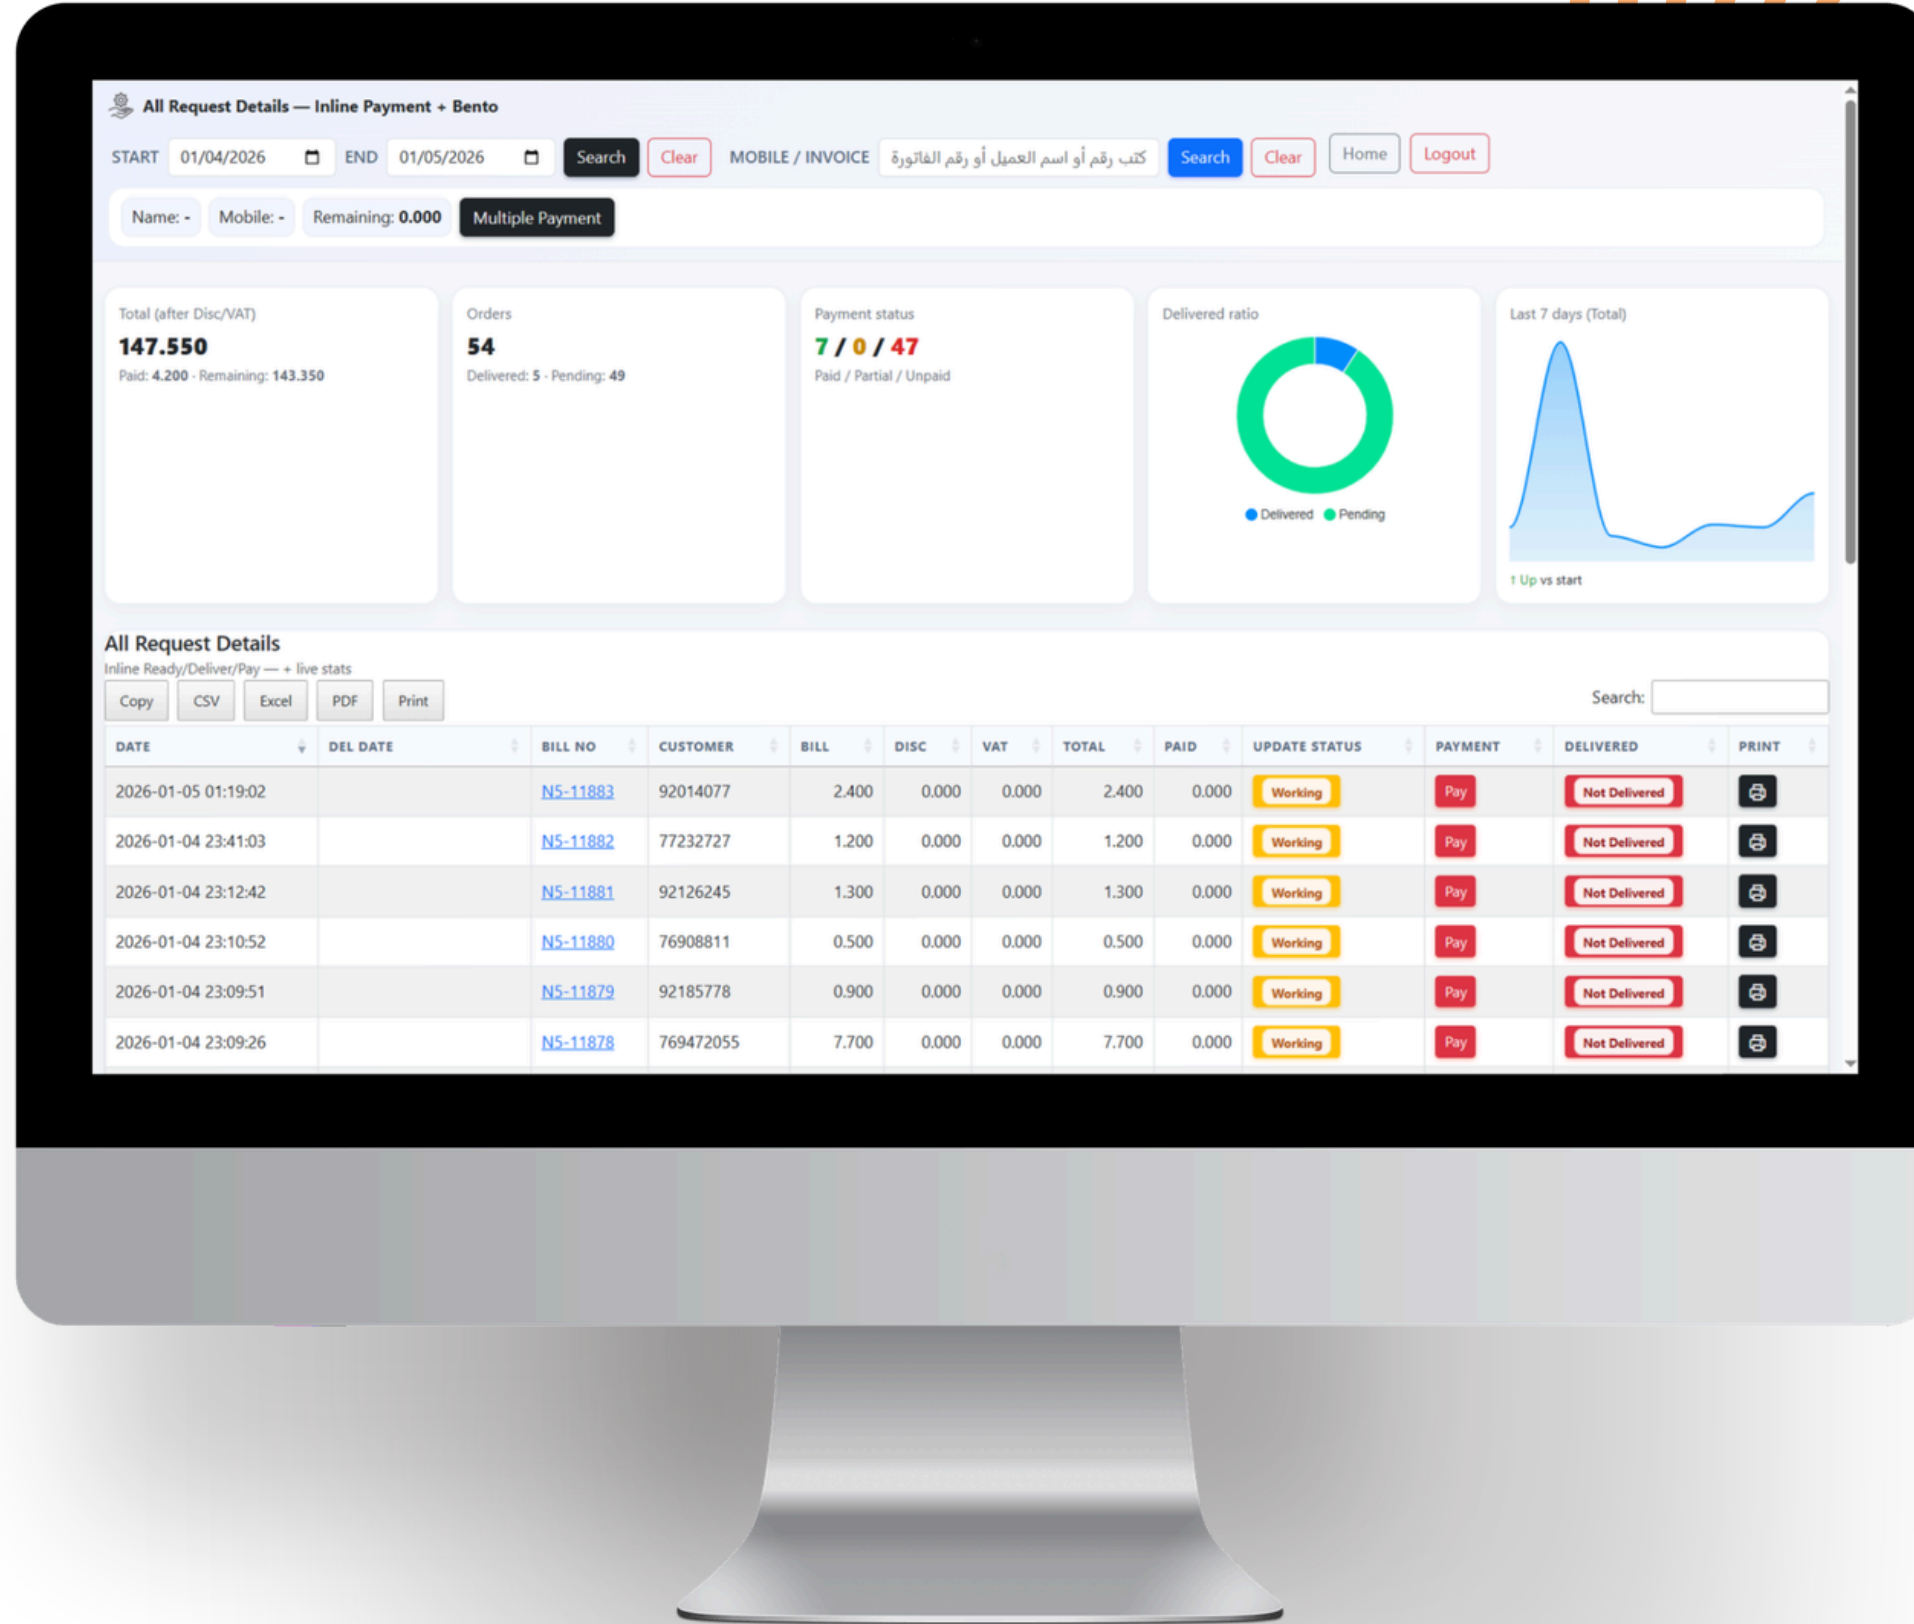 All Request Details — Inline Payment + Bento
START 01/04/2026 END 01/05/2026 Search Clear MOBILE / INVOICE كتب رقم أو اسم العميل أو رقم الفاتورة Search Clear Home Logout
Name: - Mobile: - Remaining: 0.000 Multiple Payment
Total (after Disc/VAT)
147.550
Paid: 4.200 · Remaining: 143.350
Orders
54
Delivered: 5 · Pending: 49
Payment status
7 / 0 / 47
Paid / Partial / Unpaid
Delivered ratio
Delivered Pending
Last 7 days (Total)
↑ Up vs start
All Request Details
Inline Ready/Deliver/Pay — + live stats
Copy CSV Excel PDF Print Search:
DATE DEL DATE BILL NO CUSTOMER BILL DISC VAT TOTAL PAID UPDATE STATUS PAYMENT DELIVERED PRINT
2026-01-05 01:19:02 N5-11883 92014077 2.400 0.000 0.000 2.400 0.000 Working Pay Not Delivered
2026-01-04 23:41:03 N5-11882 77232727 1.200 0.000 0.000 1.200 0.000 Working Pay Not Delivered
2026-01-04 23:12:42 N5-11881 92126245 1.300 0.000 0.000 1.300 0.000 Working Pay Not Delivered
2026-01-04 23:10:52 N5-11880 76908811 0.500 0.000 0.000 0.500 0.000 Working Pay Not Delivered
2026-01-04 23:09:51 N5-11879 92185778 0.900 0.000 0.000 0.900 0.000 Working Pay Not Delivered
2026-01-04 23:09:26 N5-11878 769472055 7.700 0.000 0.000 7.700 0.000 Working Pay Not Delivered